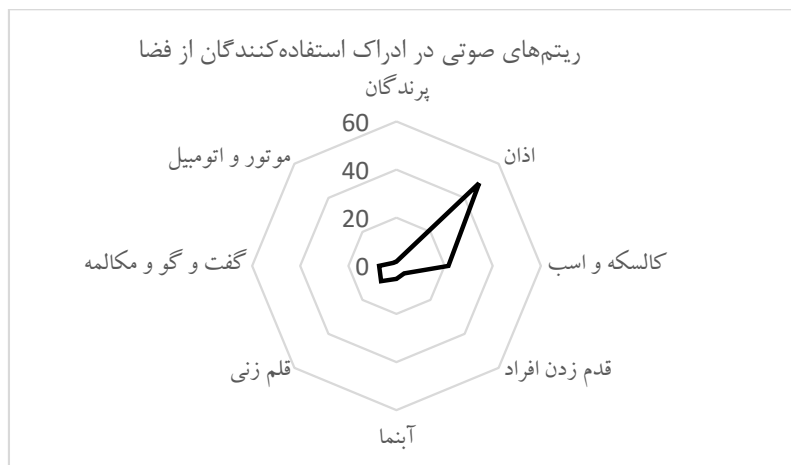 ریتم‌های صوتی در ادراک استفاده‌کنندگان از فضا
پرندگان
60
اذان
موتور و اتومبیل
40
20
کالسکه و اسب
0
گفت و گو و مکالمه
قدم زدن افراد
قلم زنی
آبنما